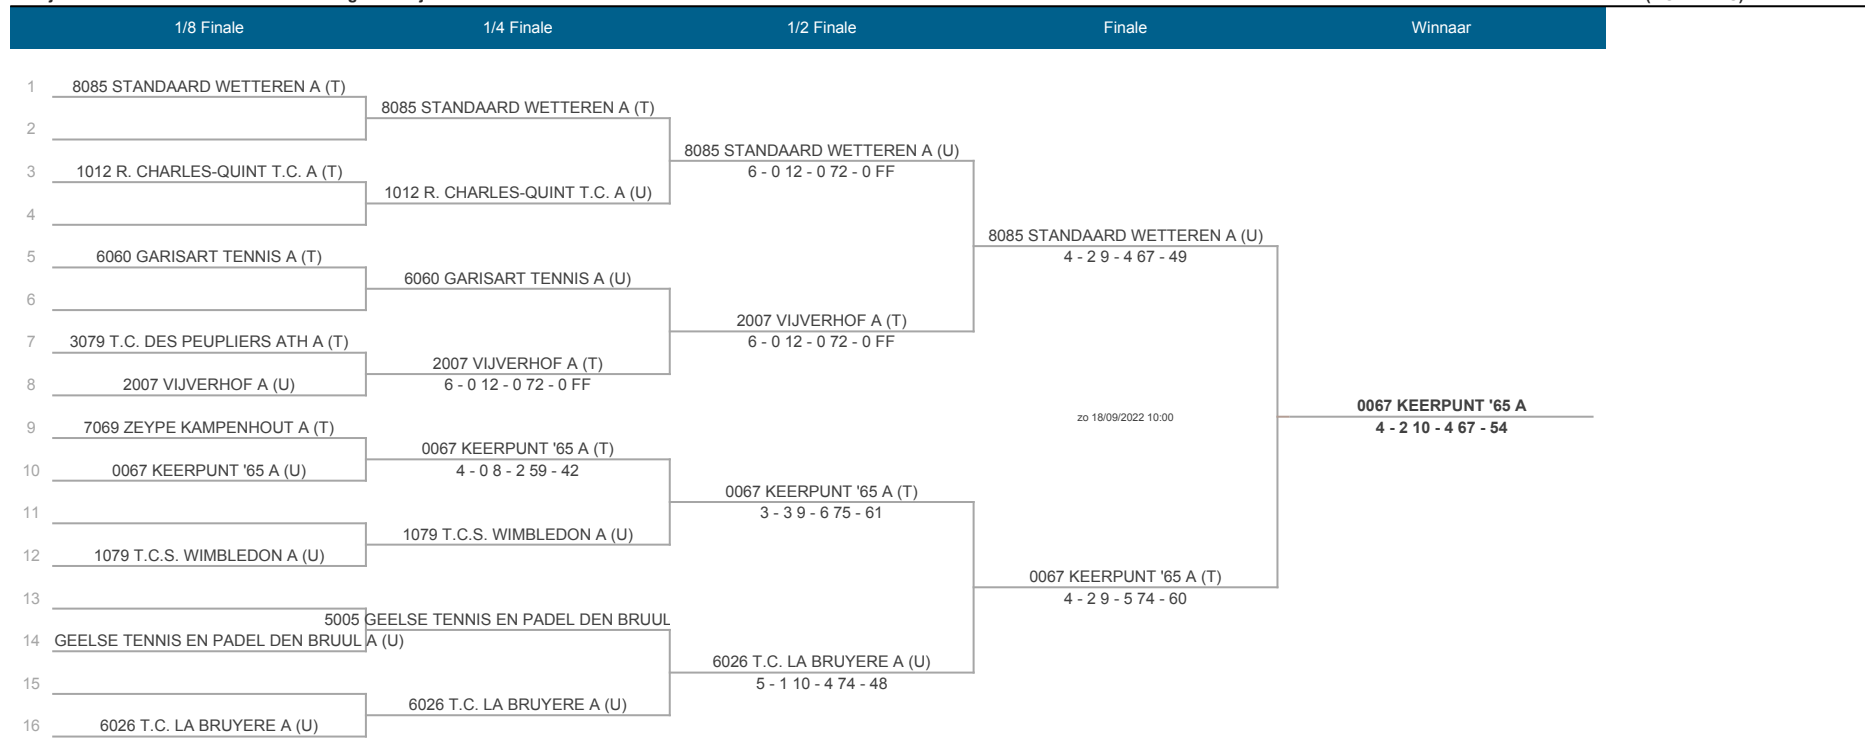 1/8 Finale 1/4 Finale 1/2 Finale Finale Winnaar
1 8085 STANDAARD WETTEREN A (T)
8085 STANDAARD WETTEREN A (T)
2
8085 STANDAARD WETTEREN A (U)
6 - 0 12 - 0 72 - 0 FF
3 1012 R. CHARLES-QUINT T.C. A (T)
1012 R. CHARLES-QUINT T.C. A (U)
4
8085 STANDAARD WETTEREN A (U)
4 - 2 9 - 4 67 - 49
5 6060 GARISART TENNIS A (T)
6060 GARISART TENNIS A (U)
6
2007 VIJVERHOF A (T)
6 - 0 12 - 0 72 - 0 FF
7 3079 T.C. DES PEUPLIERS ATH A (T)
2007 VIJVERHOF A (T)
6 - 0 12 - 0 72 - 0 FF
8 2007 VIJVERHOF A (U)
0067 KEERPUNT '65 A
4 - 2 10 - 4 67 - 54
zo 18/09/2022 10:00
9 7069 ZEYPE KAMPENHOUT A (T)
0067 KEERPUNT '65 A (T)
4 - 0 8 - 2 59 - 42
10 0067 KEERPUNT '65 A (U)
0067 KEERPUNT '65 A (T)
3 - 3 9 - 6 75 - 61
11
1079 T.C.S. WIMBLEDON A (U)
12 1079 T.C.S. WIMBLEDON A (U)
0067 KEERPUNT '65 A (T)
4 - 2 9 - 5 74 - 60
13
5005 GEELSE TENNIS EN PADEL DEN BRUUL
14 GEELSE TENNIS EN PADEL DEN BRUUL A (U)
6026 T.C. LA BRUYERE A (U)
5 - 1 10 - 4 74 - 48
15
6026 T.C. LA BRUYERE A (U)
16 6026 T.C. LA BRUYERE A (U)